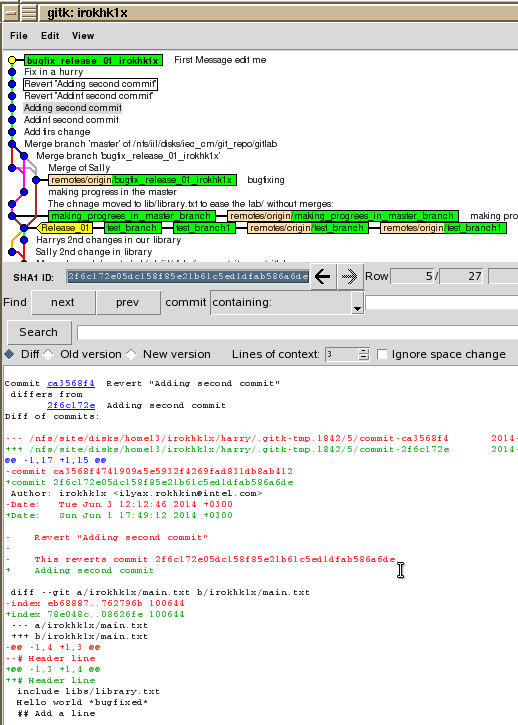 gitk: irokhk1x
File Edit View
bugfix_release_01_irokhk1x First Message edit me
Fix in a hurry
Revert "Adding second commit"
Revert "Addinf second commit"
Adding second commit
Addinf second commit
Add firs change
Merge branch 'master' of /nfs/iil/disks/iec_cm/git_repo/gitlab
Merge branch 'bugfix_release_01_irokhk1x'
Merge of Sally
remotes/origin/bugfix_release_01_irokhk1x bugfixing
making progress in the master
The chnage moved to lib/library.txt to ease the lab/ without merges:
making_progrees_in_master_branch remotes/origin/making_progrees_in_master_branch making pro
Release_01 test_branch test_branch1 remotes/origin/test_branch remotes/origin/test_branch1
Harrys 2nd changes in our library
Sally 2nd change in library
SHA1 ID: 2f6c172e05dc158f85e21b61c5ed1dfab586a6de Row 5 / 27
Find next prev commit containing:
Search
Diff Old version New version Lines of context: 3 Ignore space change
Commit ca3568f4 Revert "Adding second commit"
differs from
2f6c172e Adding second commit
Diff of commits:
--- /nfs/site/disks/home13/irokhk1x/harry/.gitk-tmp.1842/5/commit-ca3568f4 2014-
+++ /nfs/site/disks/home13/irokhk1x/harry/.gitk-tmp.1842/5/commit-2f6c172e 2014-
@@ -1,17 +1,15 @@
-commit ca3568f4741909a5e5932f4269fad831db8ab412
+commit 2f6c172e05dc158f85e21b61c5ed1dfab586a6de
Author: irokhk1x <ilyax.rokhkin@intel.com>
-Date: Tue Jun 3 12:12:46 2014 +0300
+Date: Sun Jun 1 17:49:12 2014 +0300
- Revert "Adding second commit"
-
- This reverts commit 2f6c172e05dc158f85e21b61c5ed1dfab586a6de.
+ Adding second commit
diff --git a/irokhk1x/main.txt b/irokhk1x/main.txt
-index eb68887..762796b 100644
+index 78e048c..08626fe 100644
--- a/irokhk1x/main.txt
+++ b/irokhk1x/main.txt
-@@ -1,4 +1,3 @@
--# Header line
+@@ -1,3 +1,4 @@
++# Header line
include libs/library.txt
Hello world *bugfixed*
## Add a line